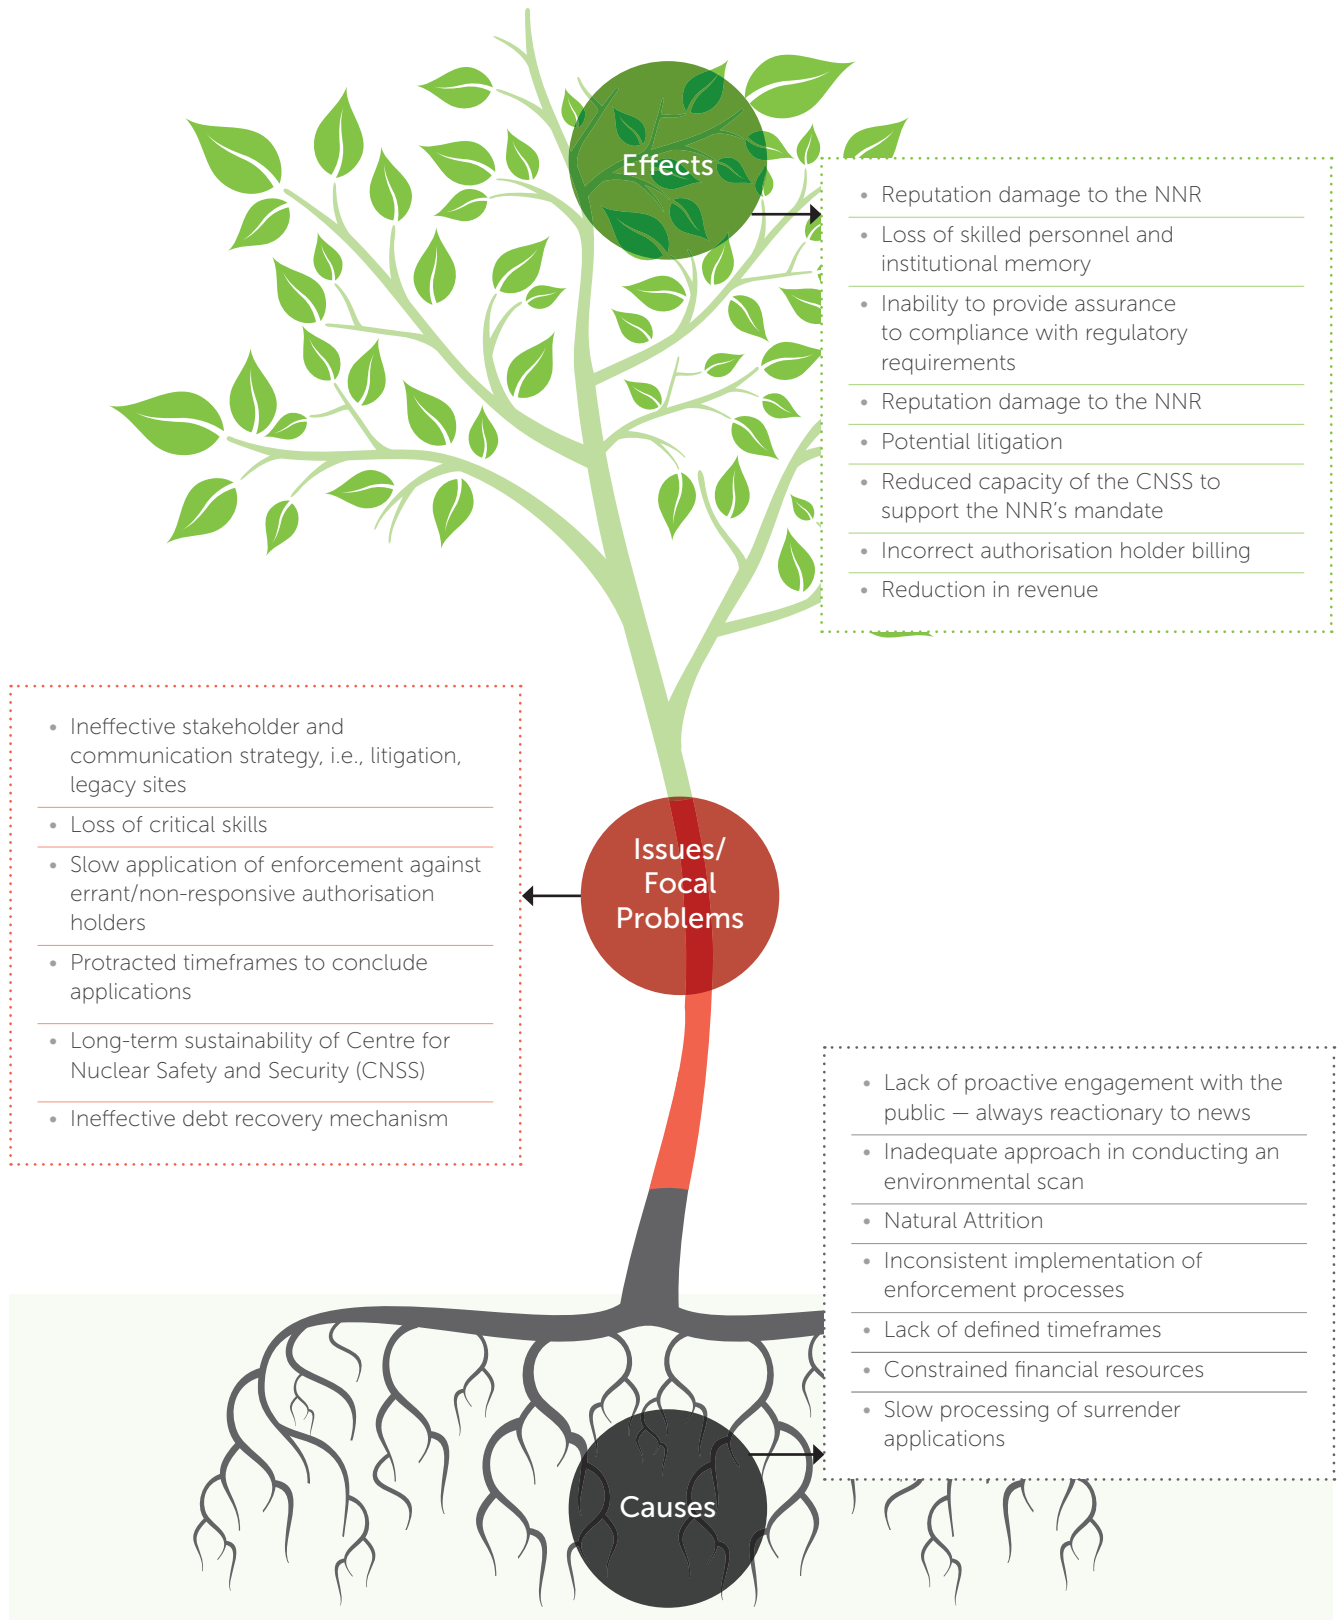 Effects
• Reputation damage to the NNR
• Loss of skilled personnel and
institutional memory
• Inability to provide assurance
to compliance with regulatory
requirements
• Reputation damage to the NNR
• Potential litigation
• Reduced capacity of the CNSS to
support the NNR’s mandate
• Incorrect authorisation holder billing
• Reduction in revenue
• Ineffective stakeholder and
communication strategy, i.e., litigation,
legacy sites
• Loss of critical skills
• Slow application of enforcement against
errant/non-responsive authorisation
holders
• Protracted timeframes to conclude
applications
• Long-term sustainability of Centre for
Nuclear Safety and Security (CNSS)
• Ineffective debt recovery mechanism
Issues/
Focal
Problems
• Lack of proactive engagement with the
public — always reactionary to news
• Inadequate approach in conducting an
environmental scan
• Natural Attrition
• Inconsistent implementation of
enforcement processes
• Lack of defined timeframes
• Constrained financial resources
• Slow processing of surrender
applications
Causes